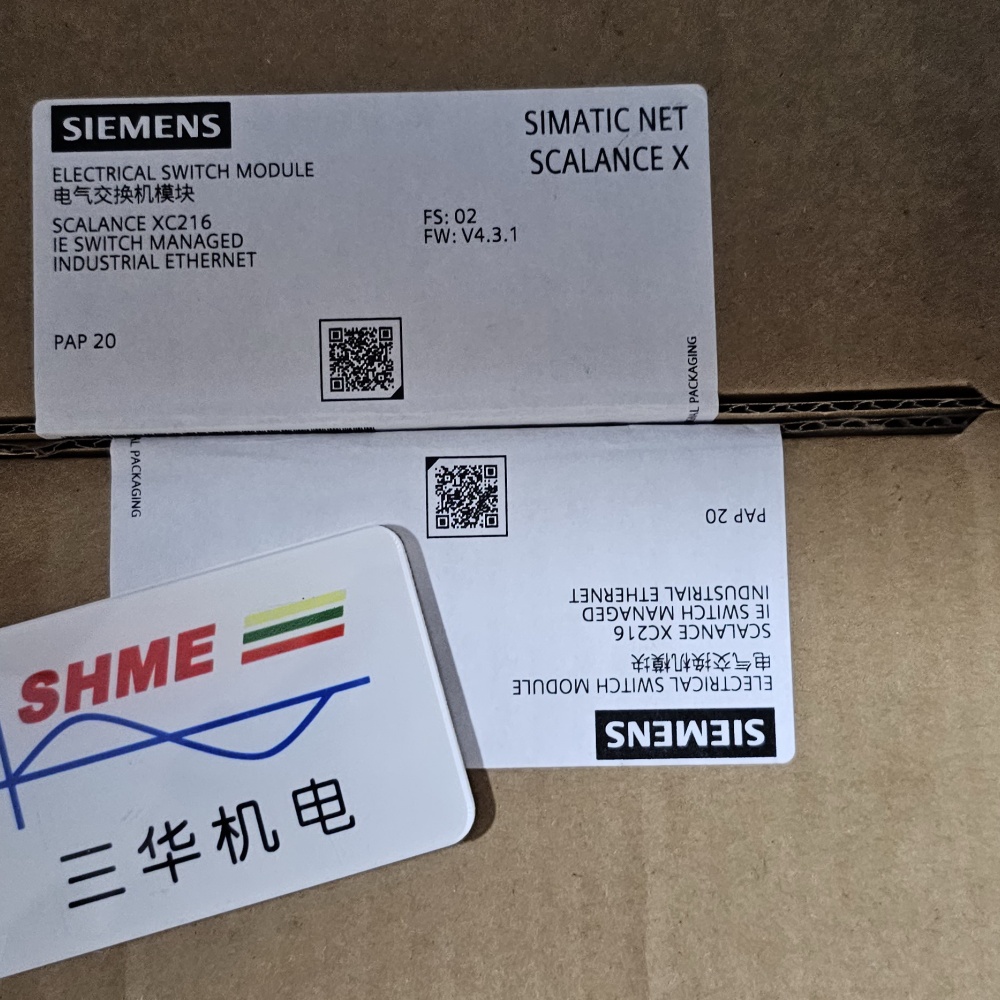 SIEMENS
SIMATIC NET
SCALANCE X
ELECTRICAL SWITCH MODULE
电气交换机模块
SCALANCE XC216
IE SWITCH MANAGED
INDUSTRIAL ETHERNET
FS: 02
FW: V4.3.1
PAP 20
PACKAGING
PACKAGING
PAP 20
SIEMENS
ELECTRICAL SWITCH MODULE
电气交换机模块
SCALANCE XC216
IE SWITCH MANAGED
INDUSTRIAL ETHERNET
SHME
三华机电